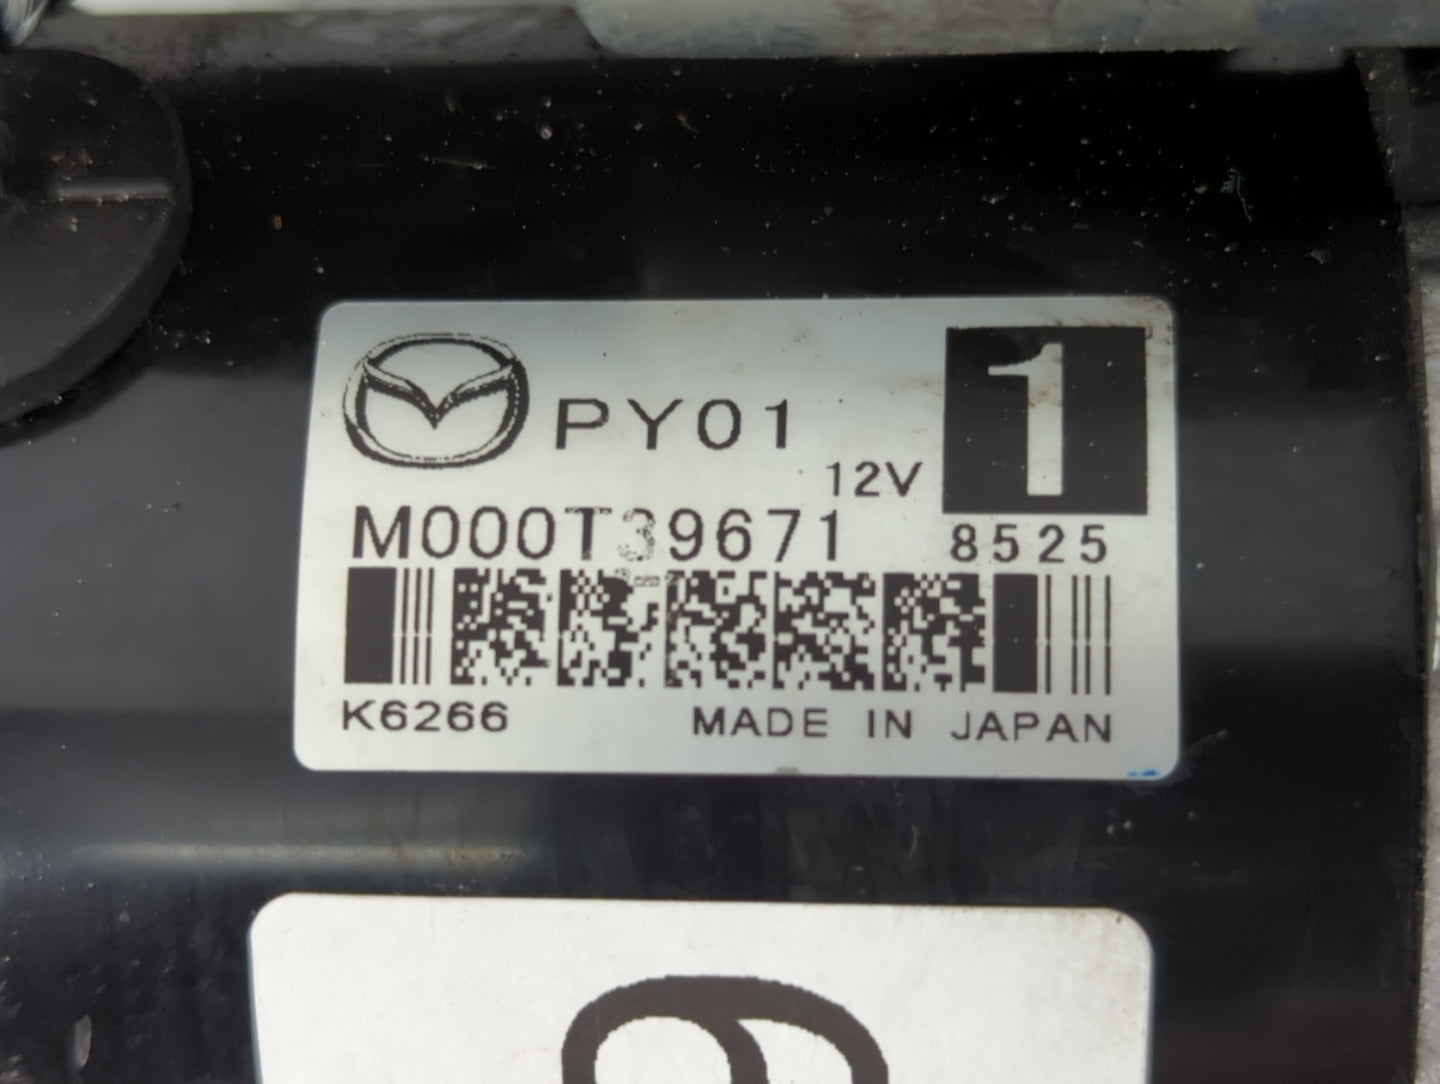 PY01
1
12V
M000T39671
8525
K6266
MADE IN JAPAN